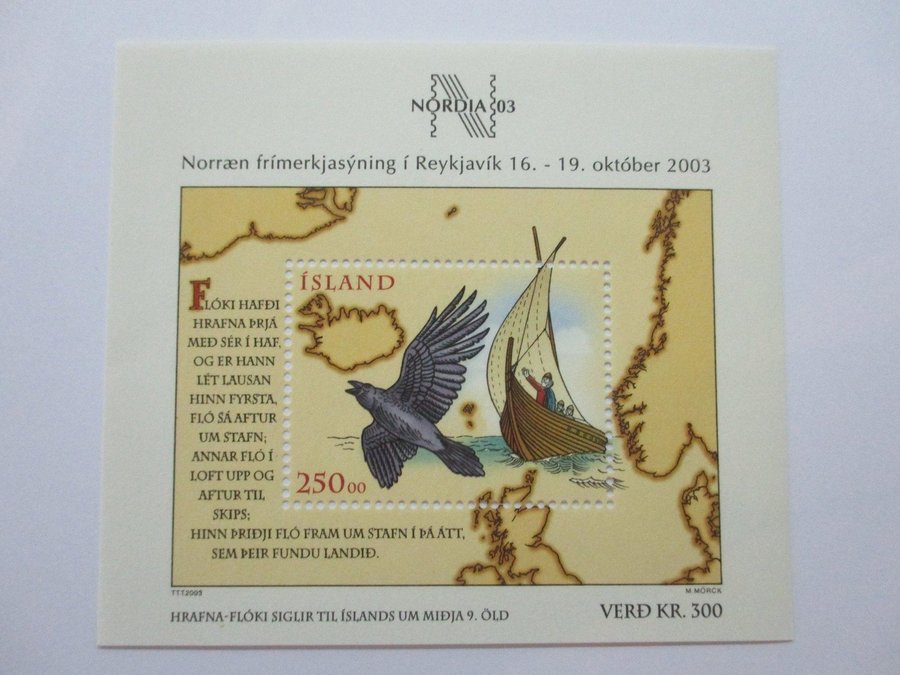 NORDIA 03
Norræn frímerkjasýning í Reykjavík 16. - 19. október 2003
ÍSLAND
FLÓKI HAFÐI
HRAFNA ÞRJÁ
MEÐ SÉR Í HAF,
OG ER HANN
LÉT LAUSAN
HINN FYRSTA,
FLÓ SÁ AFTUR
UM STAFN;
ANNAR FLÓ Í
LOFT UPP OG
AFTUR TIL
SKIPS;
HINN ÞRIÐJI FLÓ FRAM UM STAFN Í ÞÁ ÁTT,
SEM ÞEIR FUNDU LANDIÐ.
25000
TTT.2003
M.MÖRCK
HRAFNA-FLÓKI SIGLIR TIL ÍSLANDS UM MIÐJA 9. ÖLD
VERÐ KR. 300